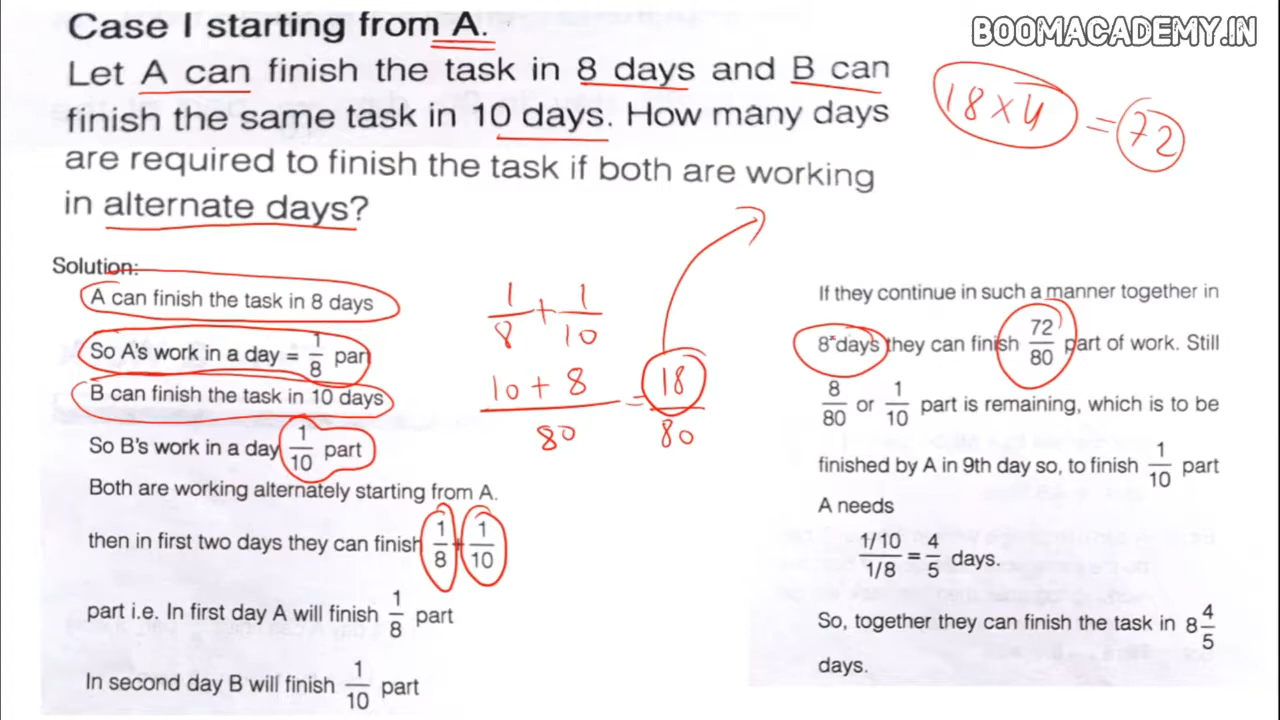 BOOMACADEMY.IN
Case I starting from A.
Let A can finish the task in 8 days and B can
finish the same task in 10 days. How many days
are required to finish the task if both are working
in alternate days?
18 × 4 = 72
Solution:
A can finish the task in 8 days
So A's work in a day = 1/8 part
B can finish the task in 10 days
So B's work in a day 1/10 part
Both are working alternately starting from A.
then in first two days they can finish 1/8 + 1/10
part i.e. In first day A will finish 1/8 part
In second day B will finish 1/10 part
1/8 + 1/10
10 + 8 / 80 = 18/80
If they continue in such a manner together in
8 days they can finish 72/80 part of work. Still
8/80 or 1/10 part is remaining, which is to be
finished by A in 9th day so, to finish 1/10 part
A needs
1/10 / 1/8 = 4/5 days.
So, together they can finish the task in 8 4/5
days.